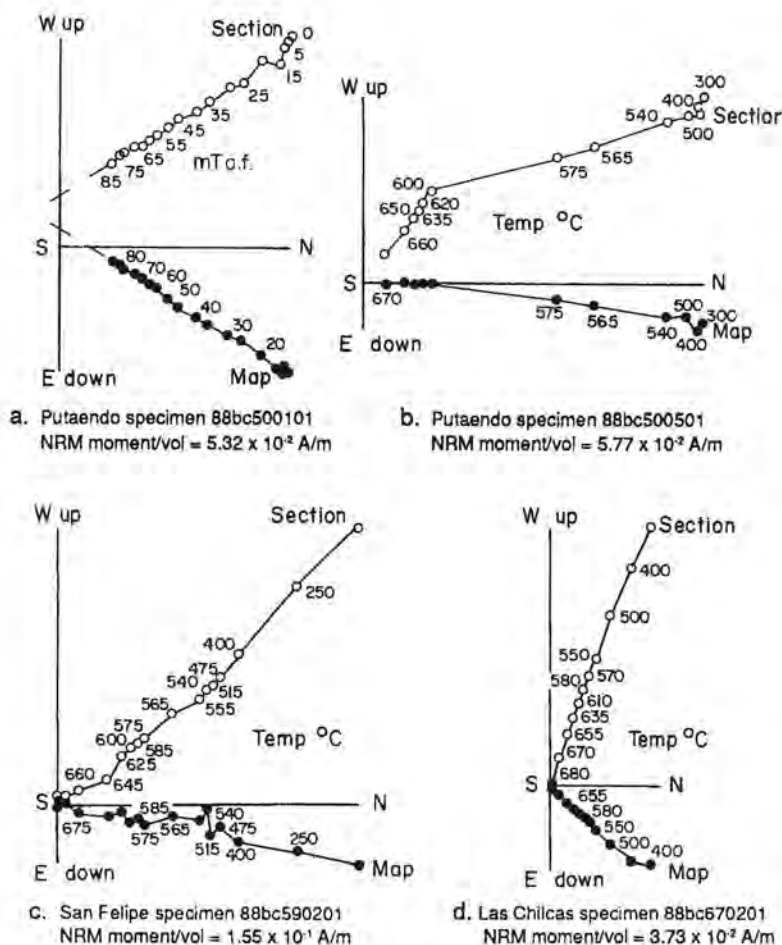 W up
Section
0
5
15
25
35
45
55
65
75
85
mT a.f.
S
N
80
70
60
50
40
30
20
E down
Map
a. Putaendo specimen 88bc500101
NRM moment/vol = 5.32 x 10⁻² A/m
W up
300
400
Section
540
500
565
575
600
620
650
635
660
Temp °C
S
N
670
575
565
540
500
300
400
Map
E down
b. Putaendo specimen 88bc500501
NRM moment/vol = 5.77 x 10⁻² A/m
W up
Section
250
400
475
540
515
555
565
575
600
585
625
660
645
Temp °C
S
N
675
585
575
565
540
515
475
400
250
E down
Map
c. San Felipe specimen 88bc590201
NRM moment/vol = 1.55 x 10⁻¹ A/m
W up
Section
400
500
550
570
580
610
635
655
670
Temp °C
S
680
N
655
580
550
500
400
E down
Map
d. Las Chilcas specimen 88bc670201
NRM moment/vol = 3.73 x 10⁻² A/m